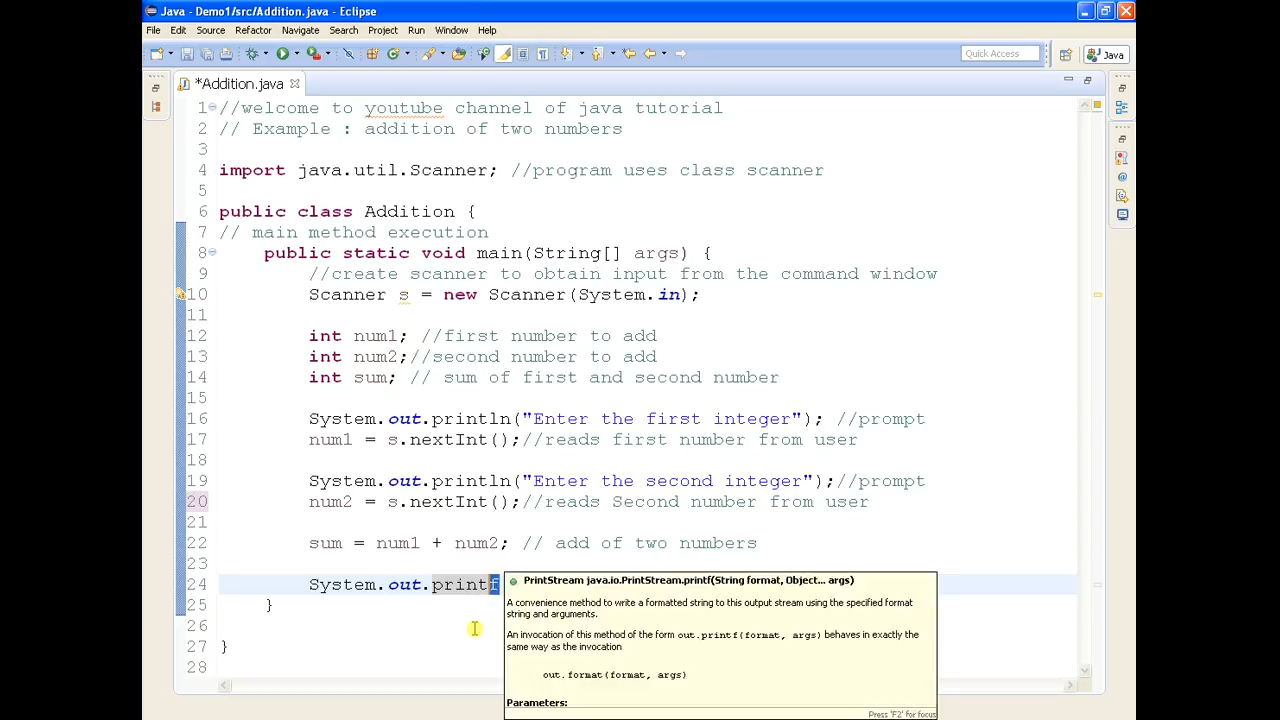 Java - Demo1/src/Addition.java - Eclipse
File Edit Source Refactor Navigate Search Project Run Window Help
Quick Access
Java
*Addition.java
1 //welcome to youtube channel of java tutorial
2 // Example : addition of two numbers
3
4 import java.util.Scanner; //program uses class scanner
5
6 public class Addition {
7 // main method execution
8 public static void main(String[] args) {
9 //create scanner to obtain input from the command window
10 Scanner s = new Scanner(System.in);
11
12 int num1; //first number to add
13 int num2;//second number to add
14 int sum; // sum of first and second number
15
16 System.out.println("Enter the first integer"); //prompt
17 num1 = s.nextInt();//reads first number from user
18
19 System.out.println("Enter the second integer");//prompt
20 num2 = s.nextInt();//reads Second number from user
21
22 sum = num1 + num2; // add of two numbers
23
24 System.out.printf
25 }
26
27 }
28
PrintStream java.io.PrintStream.printf(String format, Object... args)
A convenience method to write a formatted string to this output stream using the specified format
string and arguments.
An invocation of this method of the form out.printf(format, args) behaves in exactly the
same way as the invocation
out.format(format, args)
Parameters:
Press 'F2' for focus